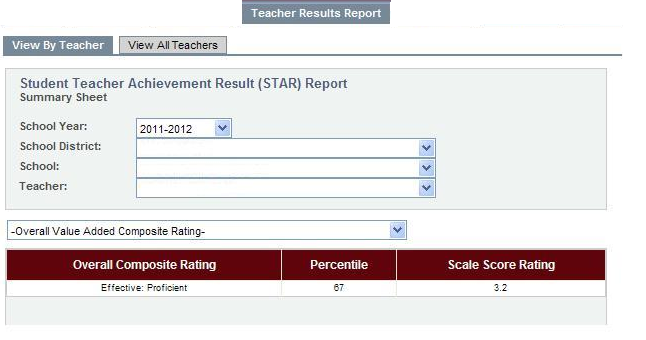 Teacher Results Report
View By Teacher View All Teachers
Student Teacher Achievement Result (STAR) Report
Summary Sheet
School Year: 2011-2012
School District:
School:
Teacher:
-Overall Value Added Composite Rating-
Overall Composite Rating Percentile Scale Score Rating
Effective: Proficient 67 3.2